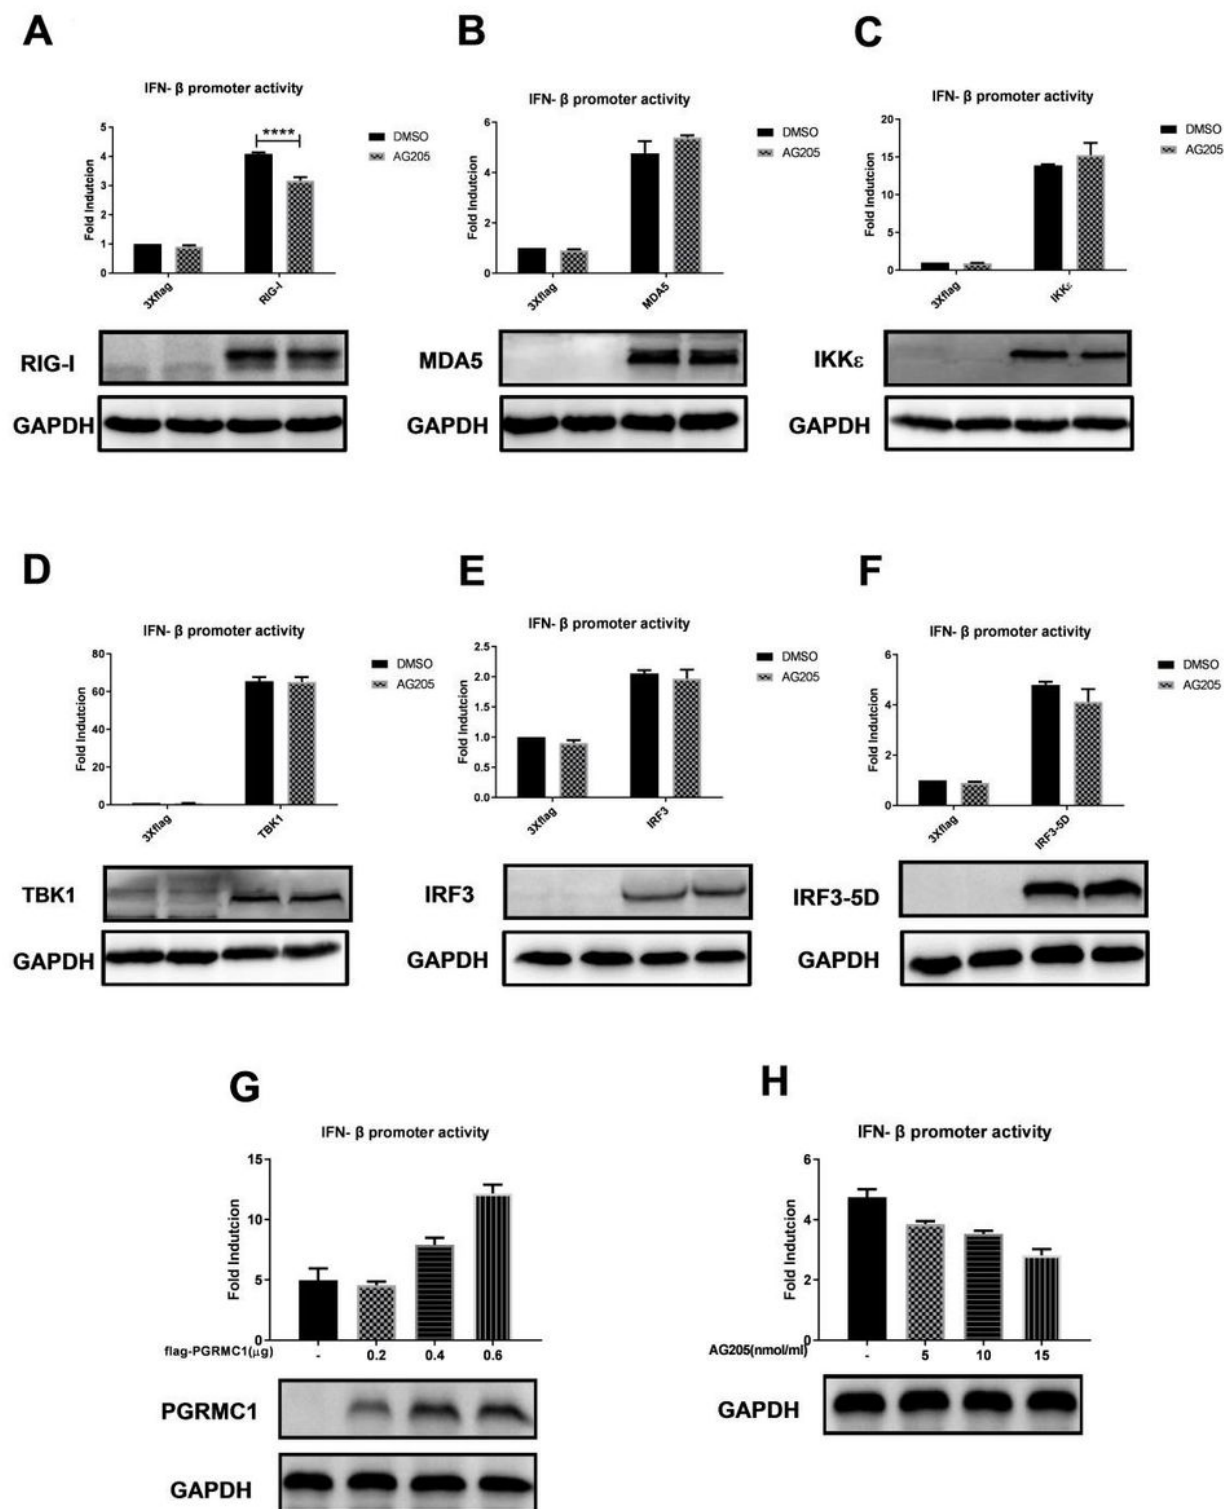 A
IFN- β promoter activity
Fold Indutcion
5
4
3
2
1
0
****
DMSO
AG205
3Xflag
RIG-I
RIG-I
GAPDH
B
IFN- β promoter activity
Fold Indutcion
6
4
2
0
DMSO
AG205
3Xflag
MDA5
MDA5
GAPDH
C
IFN- β promoter activity
Fold Indutcion
20
15
10
5
0
DMSO
AG205
3Xflag
IKKε
IKKε
GAPDH
D
IFN- β promoter activity
Fold Indutcion
80
60
40
20
0
DMSO
AG205
3Xflag
TBK1
TBK1
GAPDH
E
IFN- β promoter activity
Fold Indutcion
2.5
2.0
1.5
1.0
0.5
0.0
DMSO
AG205
3Xflag
IRF3
IRF3
GAPDH
F
IFN- β promoter activity
Fold Indutcion
6
4
2
0
DMSO
AG205
3Xflag
IRF3-5D
IRF3-5D
GAPDH
G
IFN- β promoter activity
Fold Indutcion
15
10
5
0
flag-PGRMC1(μg) - 0.2 0.4 0.6
PGRMC1
GAPDH
H
IFN- β promoter activity
Fold Indutcion
6
4
2
0
AG205(nmol/ml) - 5 10 15
GAPDH